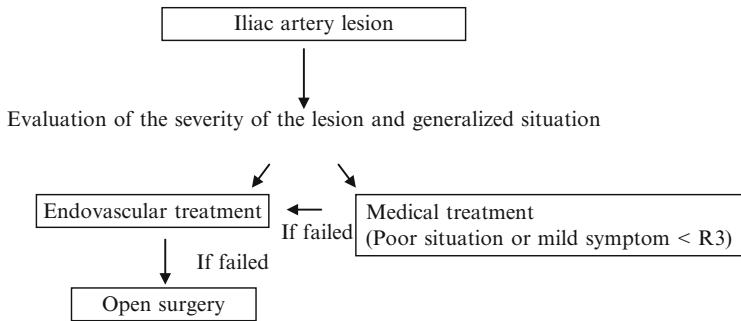 Iliac artery lesion
Evaluation of the severity of the lesion and generalized situation
Endovascular treatment
If failed
Medical treatment
(Poor situation or mild symptom < R3)
If failed
Open surgery